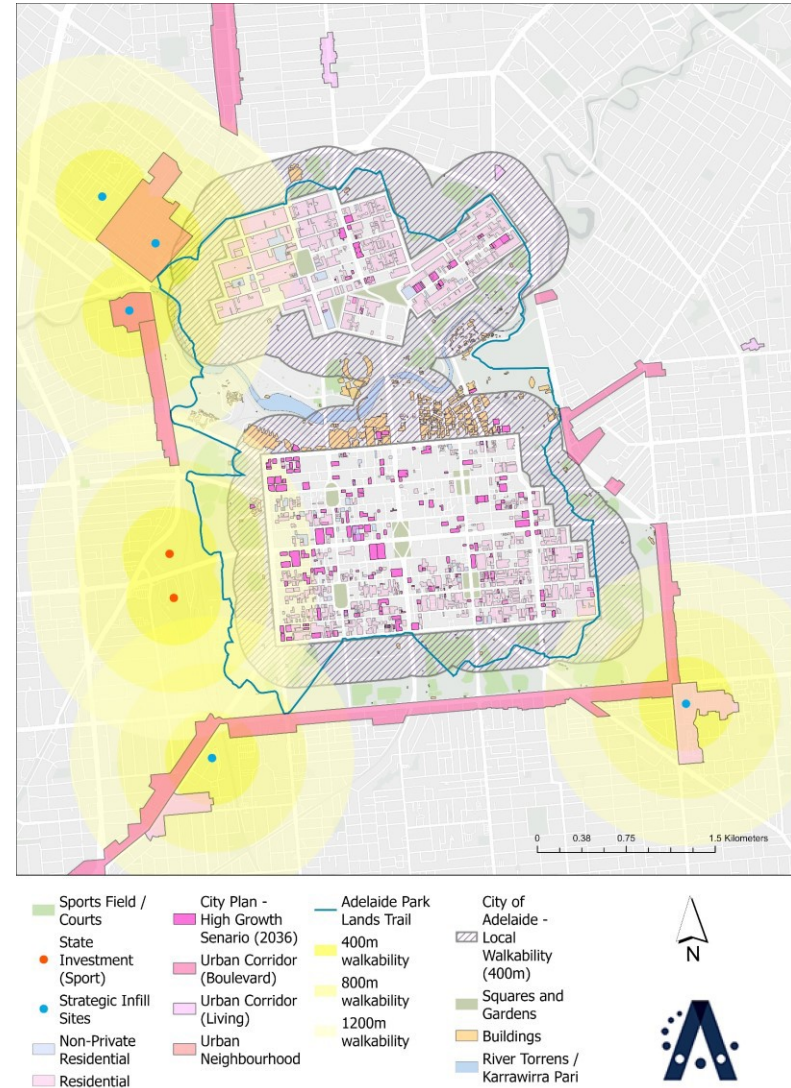 0 0.38 0.75 1.5 Kilometers
Sports Field /
Courts
State
Investment
(Sport)
Strategic Infill
Sites
Non-Private
Residential
Residential
City Plan -
High Growth
Senario (2036)
Urban Corridor
(Boulevard)
Urban Corridor
(Living)
Urban
Neighbourhood
Adelaide Park
Lands Trail
400m
walkability
800m
walkability
1200m
walkability
City of
Adelaide -
Local
Walkability
(400m)
Squares and
Gardens
Buildings
River Torrens /
Karrawirra Pari
N